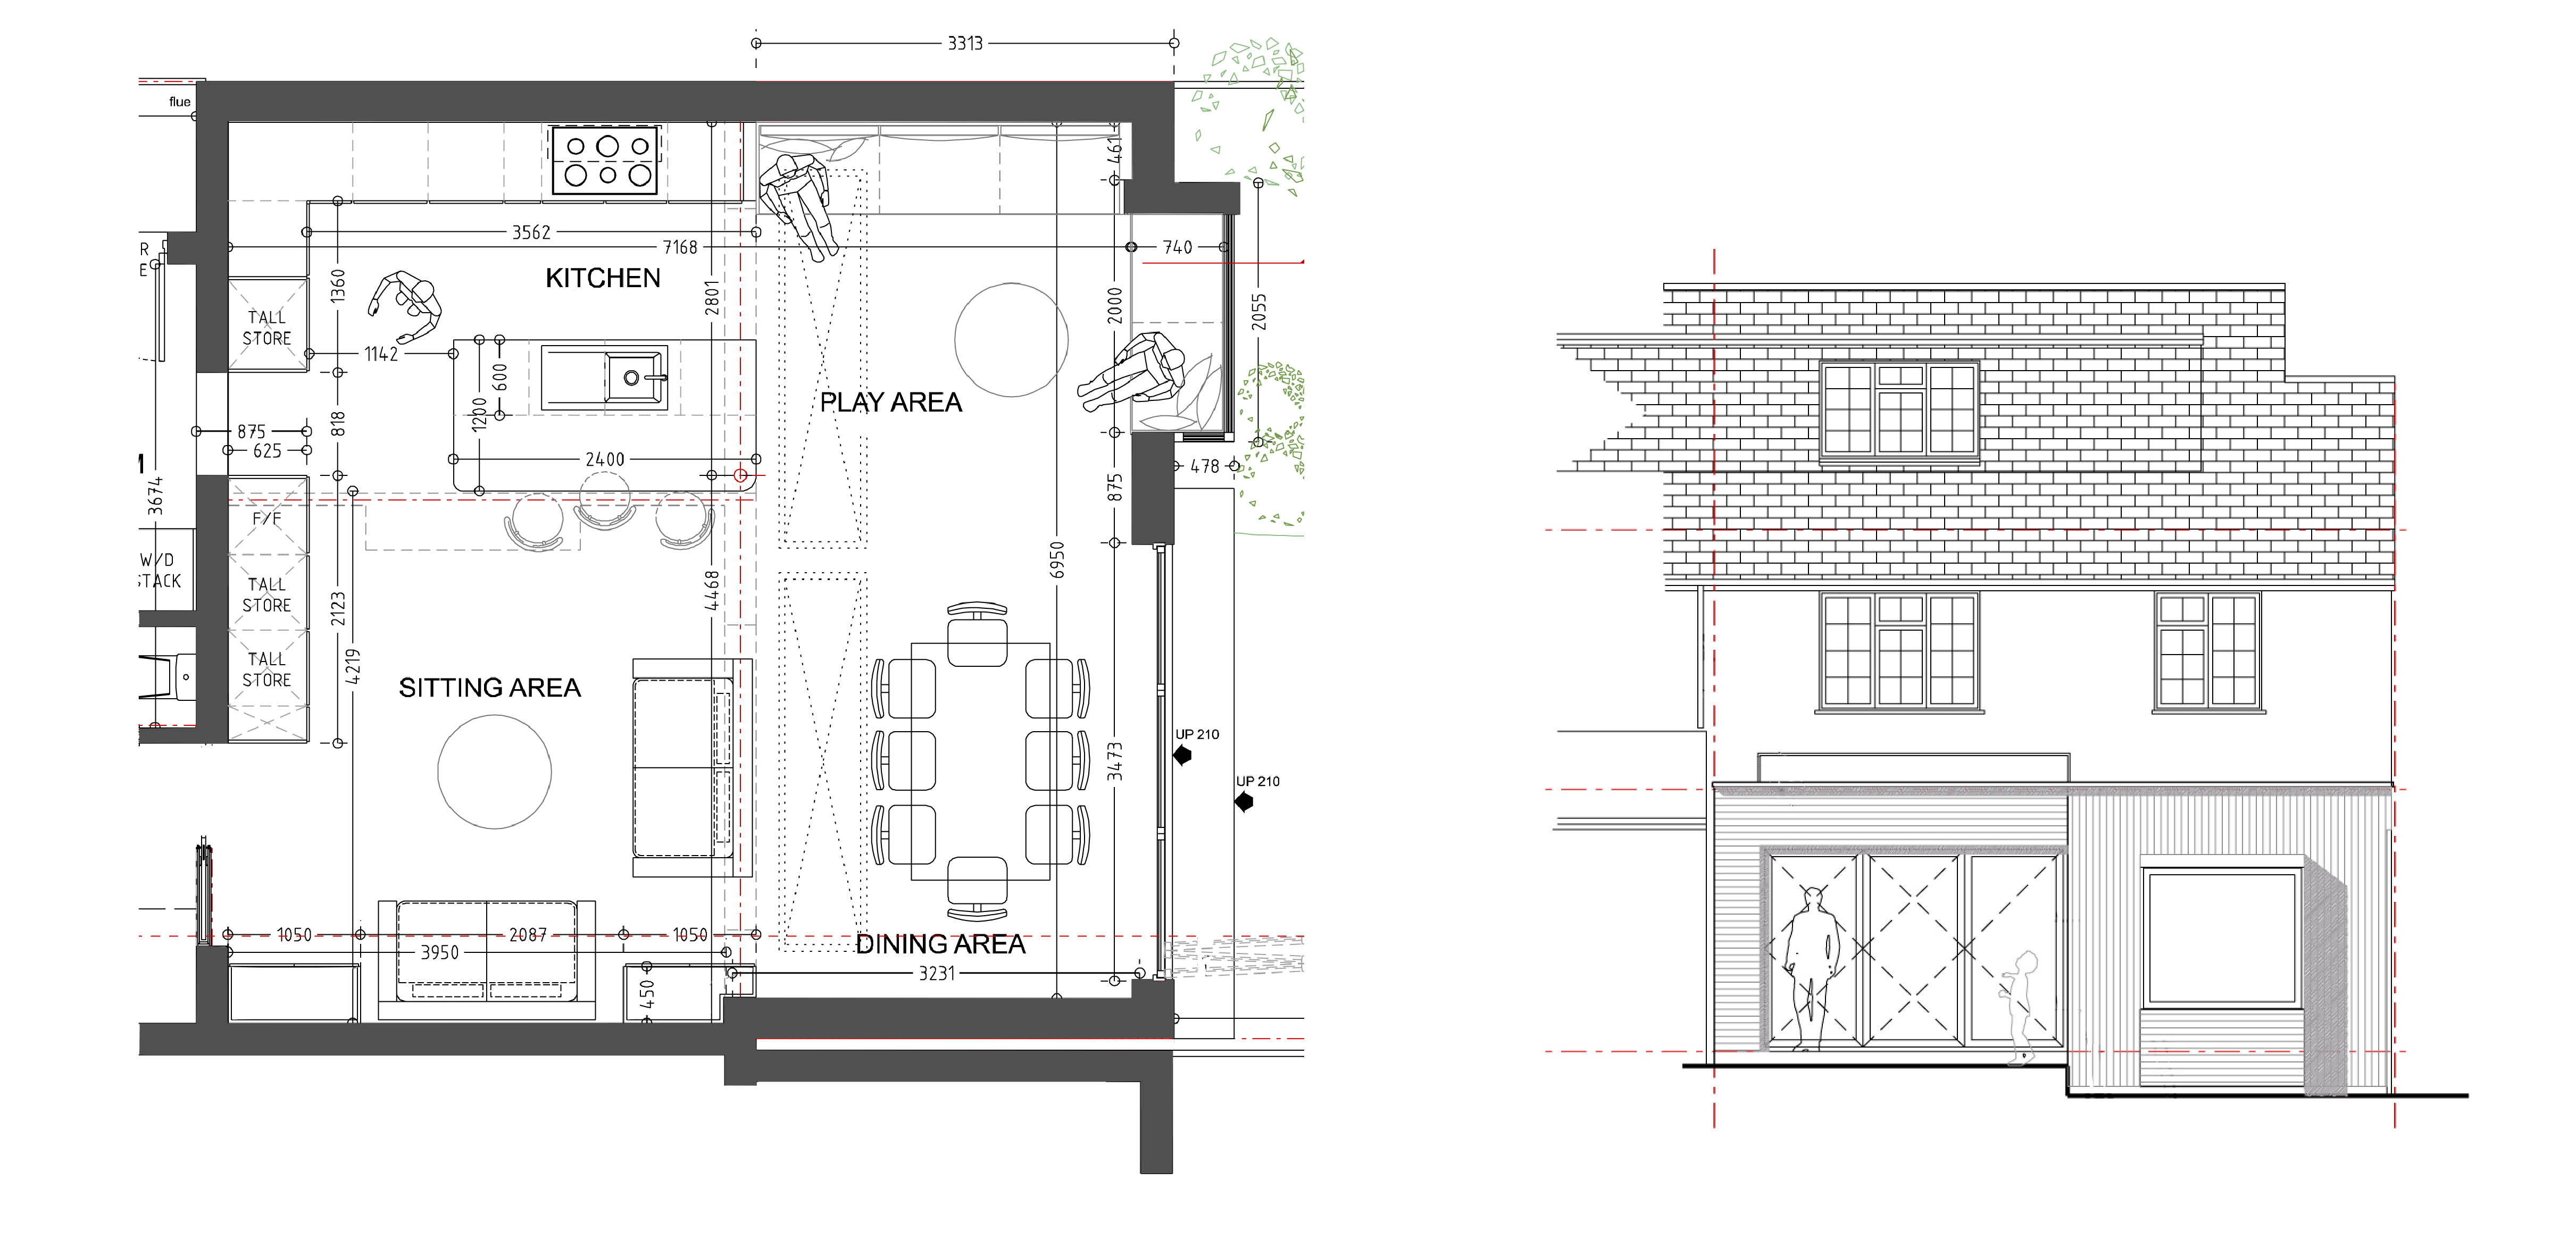 3313
flue
461
3562
7168
740
R
E
KITCHEN
1360
2801
2000
2055
TALL
STORE
1142
600
PLAY AREA
1200
818
875
625
2400
478
3674
875
F/F
W/D
STACK
6950
4468
TALL
STORE
2123
TALL
STORE
4219
SITTING AREA
UP 210
3473
UP 210
1050
2087
1050
DINING AREA
3950
3231
450